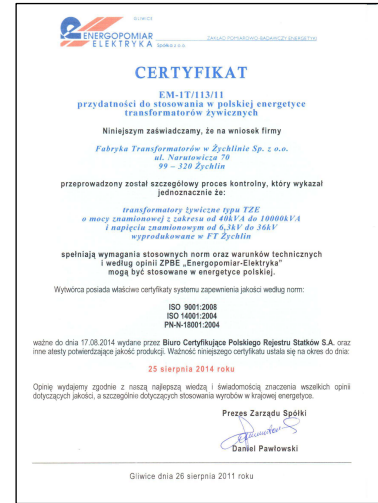 GLIWICE
ENERGOPOMIAR
ELEKTRYKA Spółka z o.o.
ZAKŁAD POMIAROWO BADAWCZY ENERGETYKI
CERTYFIKAT
EM-1T/113/11
przydatności do stosowania w polskiej energetyce
transformatorów żywicznych
Niniejszym zaświadczamy, że na wniosek firmy
Fabryka Transformatorów w Żychlinie Sp. z o.o.
ul. Narutowicza 70
99 – 320 Żychlin
przeprowadzony został szczegółowy proces kontrolny, który wykazał
jednoznacznie że:
transformatory żywiczne typu TZE
o mocy znamionowej z zakresu od 40kVA do 10000kVA
i napięciu znamionowym od 6,3kV do 36kV
wyprodukowane w FT Żychlin
spełniają wymagania stosownych norm oraz warunków technicznych
i według opinii ZPBE „Energopomiar-Elektryka”
mogą być stosowane w energetyce polskiej.
Wytwórca posiada właściwe certyfikaty systemu zapewnienia jakości według norm:
ISO 9001:2008
ISO 14001:2004
PN-N-18001:2004
ważne do dnia 17.08.2014 wydane przez Biuro Certyfikujące Polskiego Rejestru Statków S.A. oraz
inne atesty potwierdzające jakość produkcji. Ważność niniejszego certyfikatu ustala się na okres do dnia:
25 sierpnia 2014 roku
Opinię wydajemy zgodnie z naszą najlepszą wiedzą i świadomością znaczenia wszelkich opinii
dotyczących jakości, a szczególnie dotyczących stosowania wyrobów w krajowej energetyce.
Prezes Zarządu Spółki
Daniel Pawłowski
Gliwice dnia 26 sierpnia 2011 roku